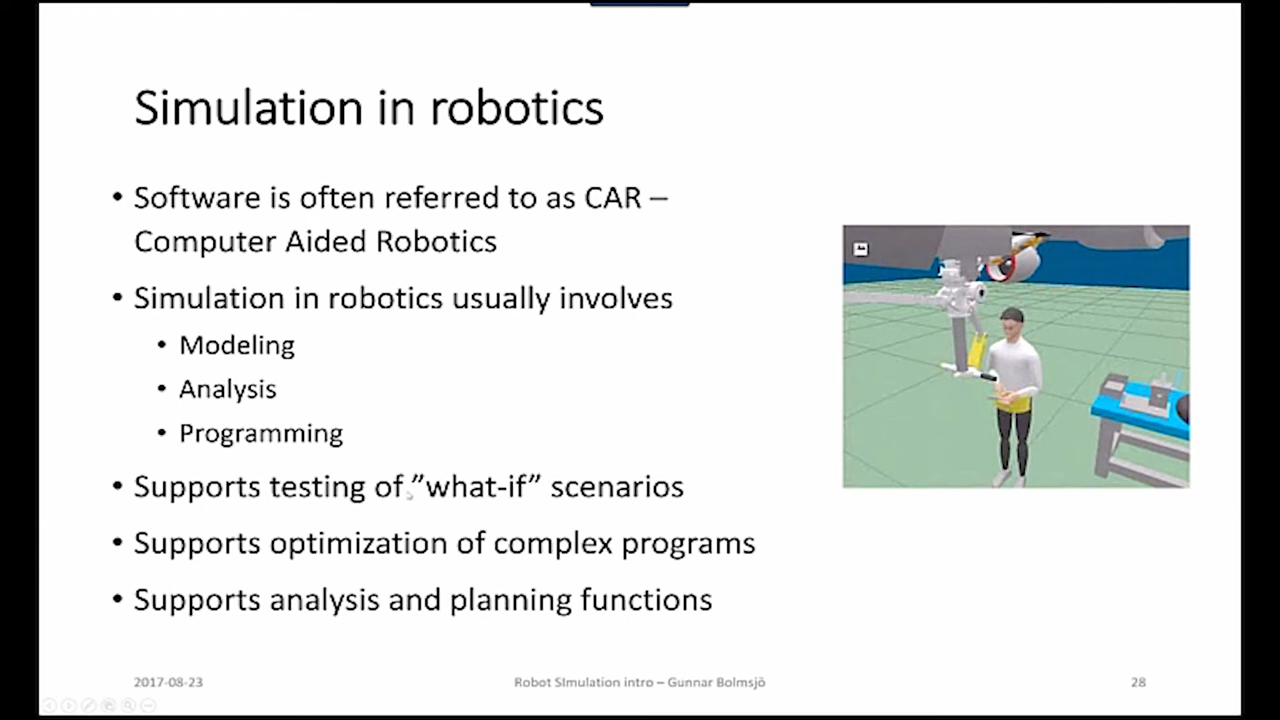 Simulation in robotics
• Software is often referred to as CAR –
Computer Aided Robotics
• Simulation in robotics usually involves
• Modeling
• Analysis
• Programming
• Supports testing of ”what-if” scenarios
• Supports optimization of complex programs
• Supports analysis and planning functions
2017-08-23
Robot SImulation intro – Gunnar Bolmsjö
28